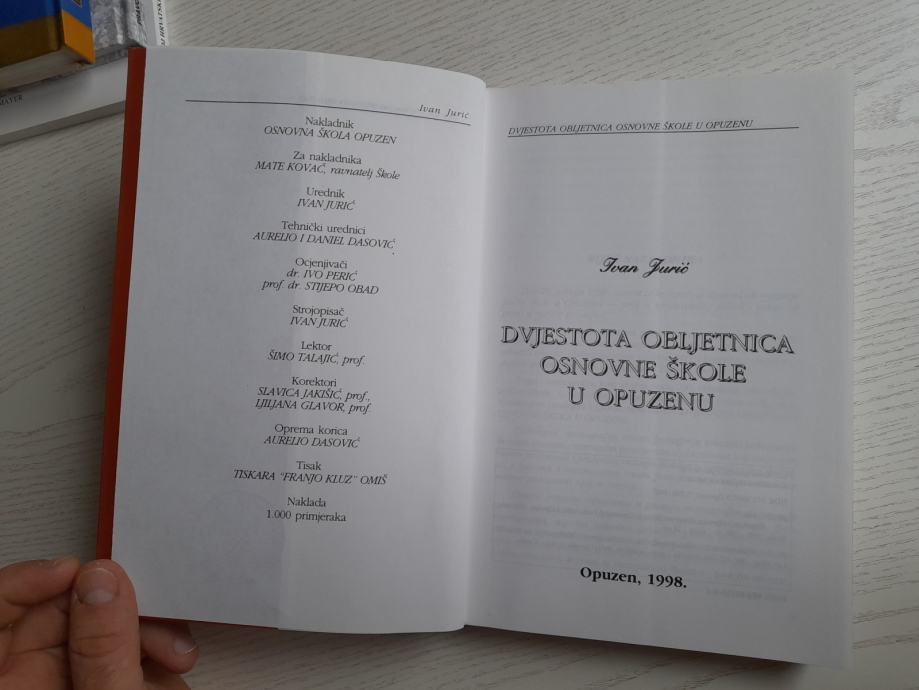 MAYER
Ivan Jurić
Nakladnik
OSNOVNA ŠKOLA OPUZEN
Za nakladnika
MATE KOVAĆ, ravnatelj Škole
Urednik
IVAN JURIĆ
Tehnički urednici
AURELIO I DANIEL DASOVIĆ
Ocjenjivači
dr. IVO PERIĆ
prof. dr. STIJEPO OBAD
Strojopisač
IVAN JURIĆ
Lektor
ŠIMO TALAJIĆ, prof.
Korektori
SLAVICA JAKIŠIĆ, prof.,
LJILJANA GLAVOR, prof.
Oprema korica
AURELIO DASOVIĆ
Tisak
TISKARA "FRANJO KLUZ" OMIŠ
Naklada
1.000 primjeraka
DVJESTOTA OBLJETNICA OSNOVNE ŠKOLE U OPUZENU
Ivan Jurić
DVJESTOTA OBLJETNICA
OSNOVNE ŠKOLE
U OPUZENU
Opuzen, 1998.